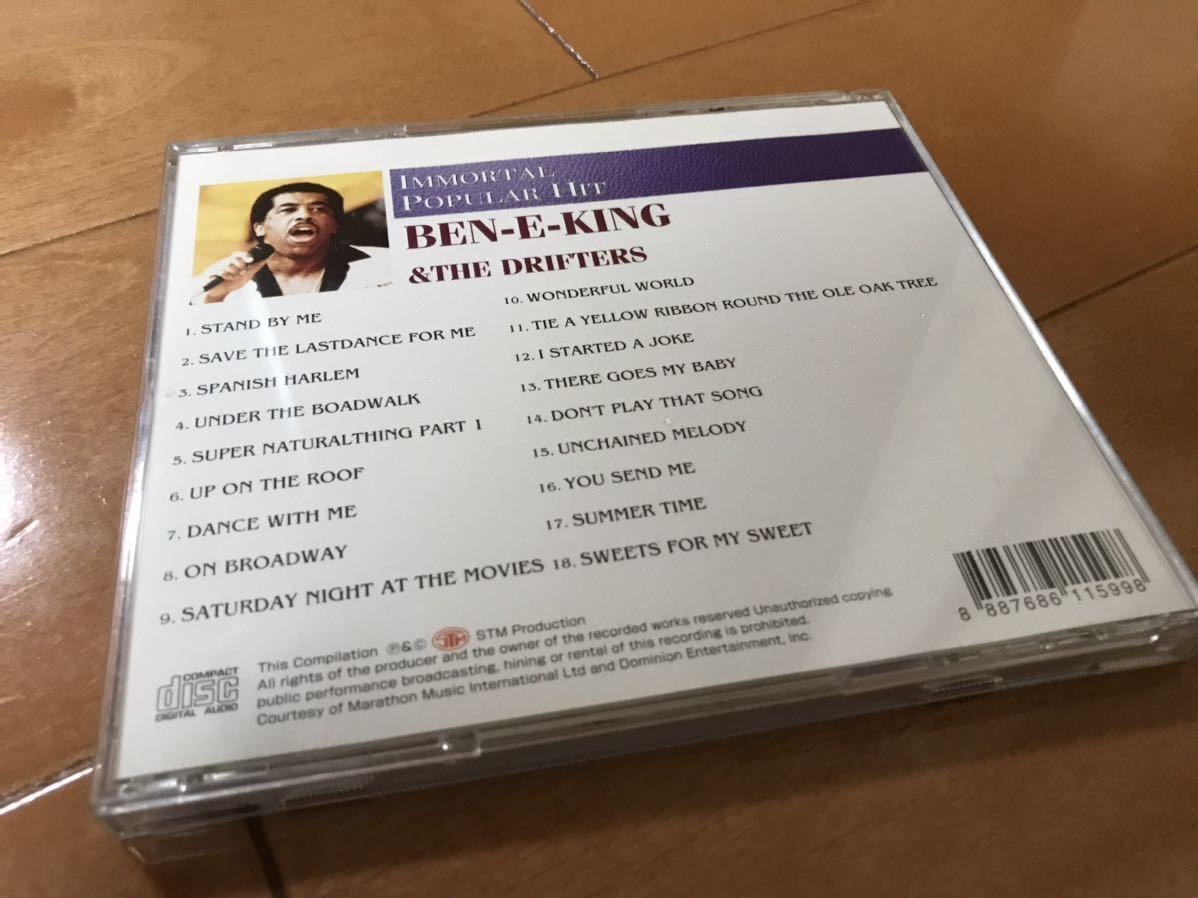 IMMORTAL
POPULAR HIT
BEN-E-KING
&THE DRIFTERS
1. STAND BY ME
2. SAVE THE LASTDANCE FOR ME
3. SPANISH HARLEM
4. UNDER THE BOADWALK
5. SUPER NATURALTHING PART 1
6. UP ON THE ROOF
7. DANCE WITH ME
8. ON BROADWAY
9. SATURDAY NIGHT AT THE MOVIES
10. WONDERFUL WORLD
11. TIE A YELLOW RIBBON ROUND THE OLE OAK TREE
12. I STARTED A JOKE
13. THERE GOES MY BABY
14. DON'T PLAY THAT SONG
15. UNCHAINED MELODY
16. YOU SEND ME
17. SUMMER TIME
18. SWEETS FOR MY SWEET
COMPACT
disc
DIGITAL AUDIO
This Compilation ℗&© STM STM Production
All rights of the producer and the owner of the recorded works reserved Unauthorized copying
public performance broadcasting, hining or rental of this recording is prohibited.
Courtesy of Marathon Music International Ltd and Dominion Entertainment, Inc.
8 887686 115998